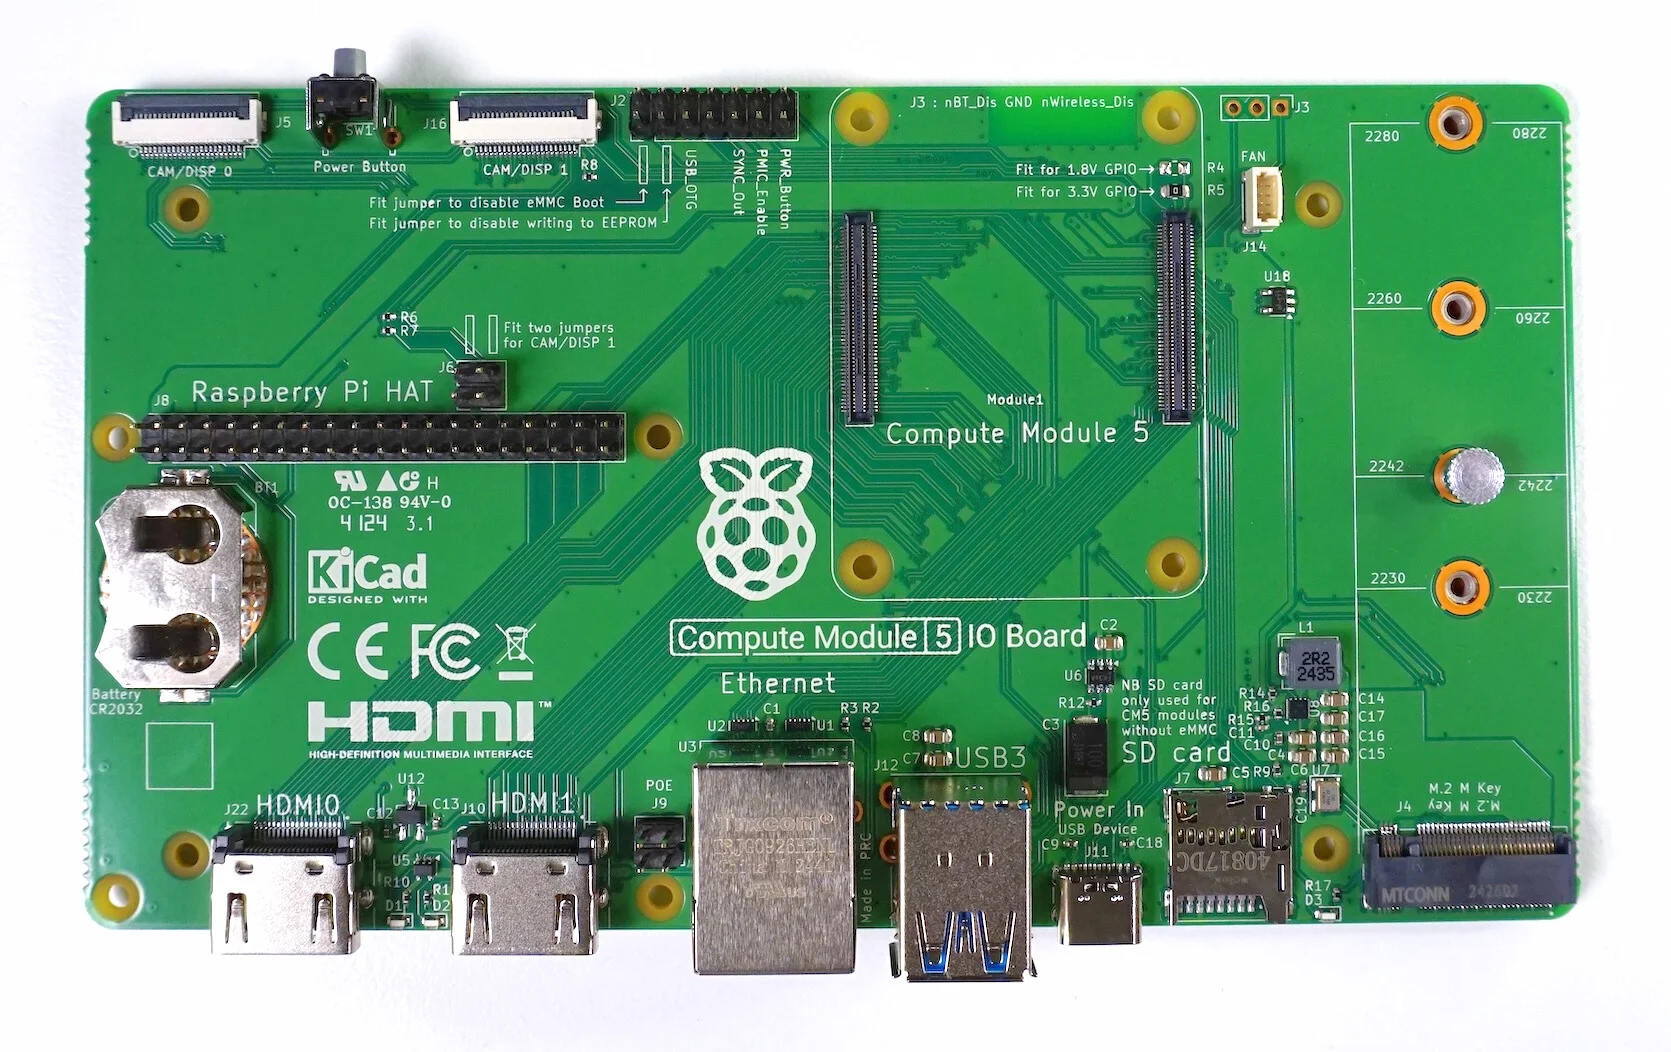 J5
SW1
J16
J2
J3 : nBT_Dis GND nWireless_Dis
J3
CAM/DISP 0
Power Button
CAM/DISP 1
R8
USB_OTG
SYNC_Out
PMIC_Enable
PWR_Button
Fit for 1.8V GPIO→
R4
Fit for 3.3V GPIO→
R5
FAN
J14
U18
2280
2280
Fit jumper to disable eMMC Boot
Fit jumper to disable writing to EEPROM
2260
2260
R6
R7
Fit two jumpers
for CAM/DISP 1
J6
Raspberry Pi HAT
J8
Module1
Compute Module 5
2242
2242
BT1
H
OC-138 94V-0
4124 3.1
KiCad
DESIGNED WITH
CE FC
2230
2230
Compute Module 5 IO Board
Ethernet
Battery
CR2032
HDMI™
HIGH-DEFINITION MULTIMEDIA INTERFACE
C2
U6
R12
C3
L1
2R2
2435
NB SD card
only used for
CM5 modules
without eMMC
SD card
R14
R16
R15
C11
C10
C4
C14
C17
C16
C15
U2
C1
U1
R3 R2
U3
C8
C7
USB3
J12
J7
C5
R9
C6
U7
C19
M.2 M Key
M.2 M Key
J4
U12
J22
HDMI0
C12
C13
J10
HDMI1
POE
J9
Power In
USB Device
C9
C18
J11
U5
R10
R1
D1
D2
Made in PRC
40817DC
R17
D3
MTCONN